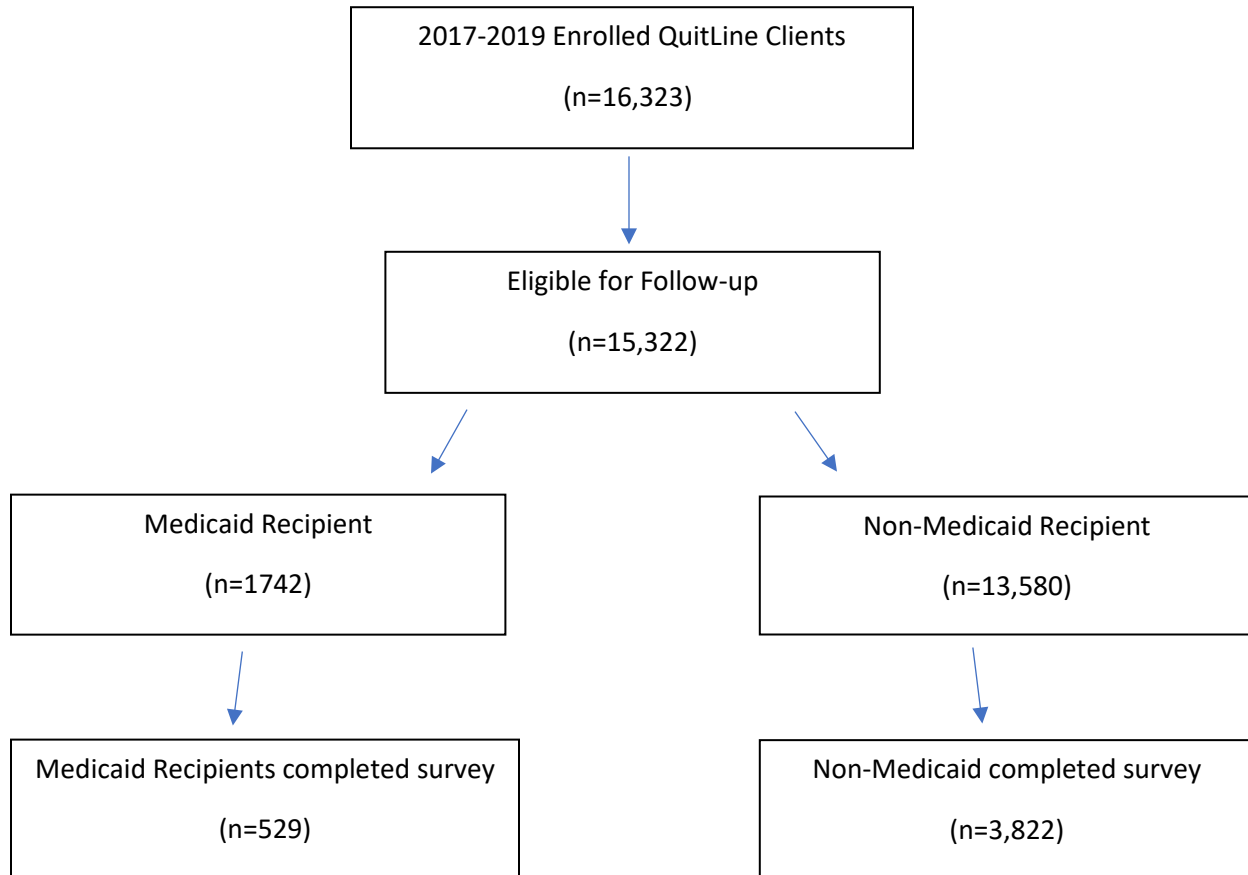 2017-2019 Enrolled QuitLine Clients
(n=16,323)
Eligible for Follow-up
(n=15,322)
Medicaid Recipient
(n=1742)
Non-Medicaid Recipient
(n=13,580)
Medicaid Recipients completed survey
(n=529)
Non-Medicaid completed survey
(n=3,822)